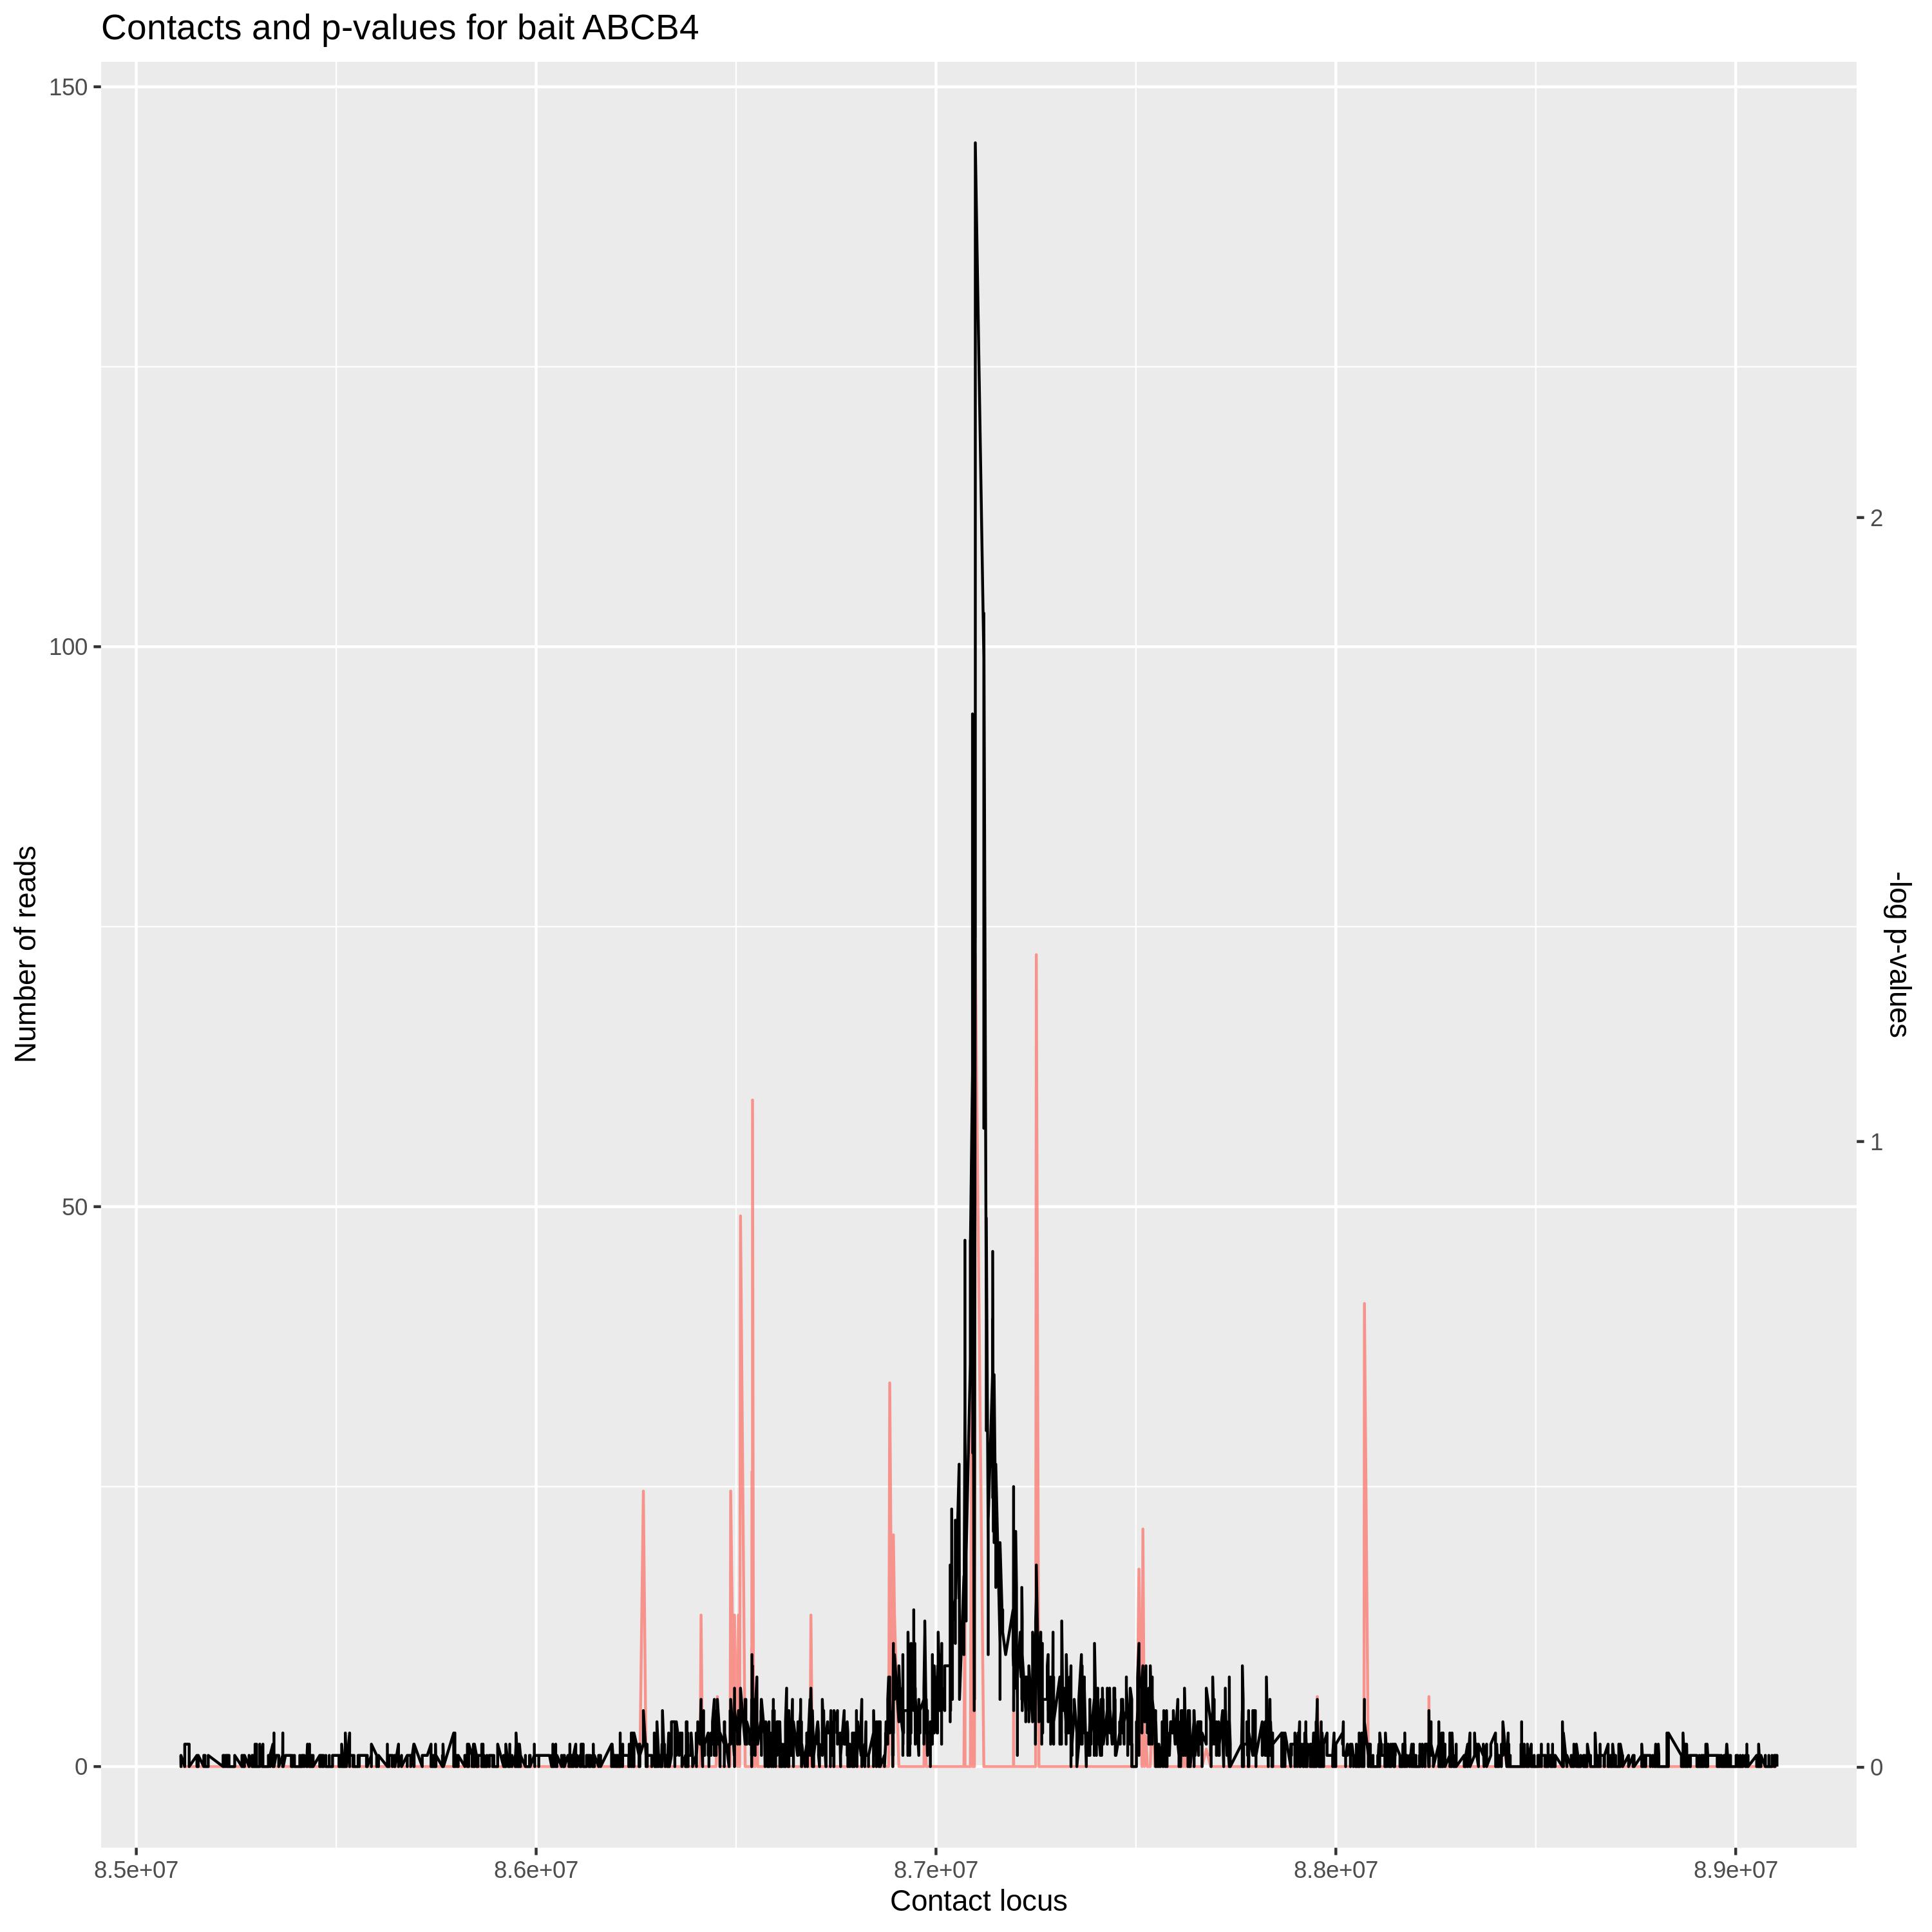 Contacts and p-values for bait ABCB4
150
100
50
0
Number of reads
2
1
0
-log p-values
8.5e+07
8.6e+07
8.7e+07
8.8e+07
8.9e+07
Contact locus